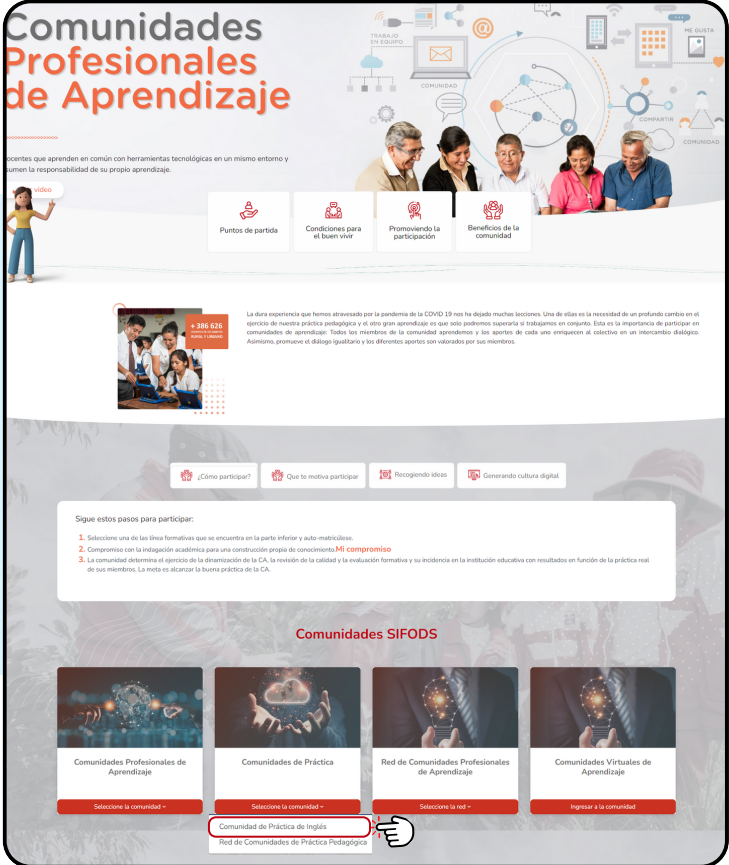 Comunidades
Profesionales
de Aprendizaje
TRABAJO
EN EQUIPO
COMUNIDAD
ME GUSTA
COMPARTIR
COMUNIDAD
ocentes que aprenden en común con herramientas tecnológicas en un mismo entorno y
sumen la responsabilidad de su propio aprendizaje.
video
Puntos de partida
Condiciones para
el buen vivir
Promoviendo la
participación
Beneficios de la
comunidad
+ 386 626
RURAL Y URBANO
La dura experiencia que hemos atravesado por la pandemia de la COVID 19 nos ha dejado muchas lecciones. Una de ellas es la necesidad de un profundo cambio en el
ejercicio de nuestra práctica pedagógica y el otro gran aprendizaje es que solo podremos superarla si trabajamos en conjunto. Esta es la importancia de participar en
comunidades de aprendizaje: Todos los miembros de la comunidad aprendemos y los aportes de cada uno enriquecen al colectivo en un intercambio dialógico.
Asimismo, promueve el diálogo igualitario y los diferentes aportes son valorados por sus miembros.
¿Cómo participar?
Que te motiva participar
Recogiendo ideas
Generando cultura digital
Sigue estos pasos para participar:
1. Seleccione una de las línea formativas que se encuentra en la parte inferior y auto-matricúlese.
2. Compromiso con la indagación académica para una construcción propia de conocimiento.Mi compromiso
3. La comunidad determina el ejercicio de la dinamización de la CA, la revisión de la calidad y la evaluación formativa y su incidencia en la institución educativa con resultados en función de la práctica real
de sus miembros. La meta es alcanzar la buena práctica de la CA.
Comunidades SIFODS
Comunidades Profesionales de
Aprendizaje
Seleccione la comunidad
Comunidades de Práctica
Seleccione la comunidad
Red de Comunidades Profesionales
de Aprendizaje
Seleccione la red
Comunidades Virtuales de
Aprendizaje
Ingresar a la comunidad
Comunidad de Práctica de Inglés
Red de Comunidades de Práctica Pedagógica